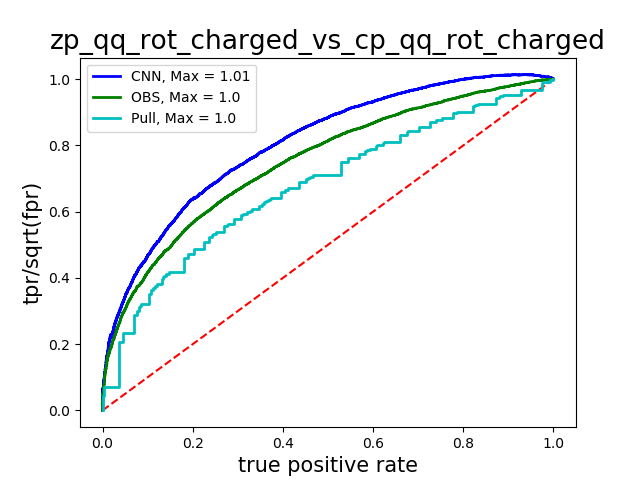 zp_qq_rot_charged_vs_cp_qq_rot_charged
CNN, Max = 1.01
OBS, Max = 1.0
Pull, Max = 1.0
1.0
0.8
0.6
0.4
0.2
0.0
tpr/sqrt(fpr)
0.0 0.2 0.4 0.6 0.8 1.0
true positive rate